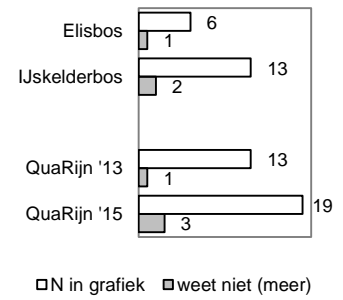 Elisbos 6
1
IJskelderbos 13
2
QuaRijn '13 13
1
QuaRijn '15 19
3
N in grafiek weet niet (meer)